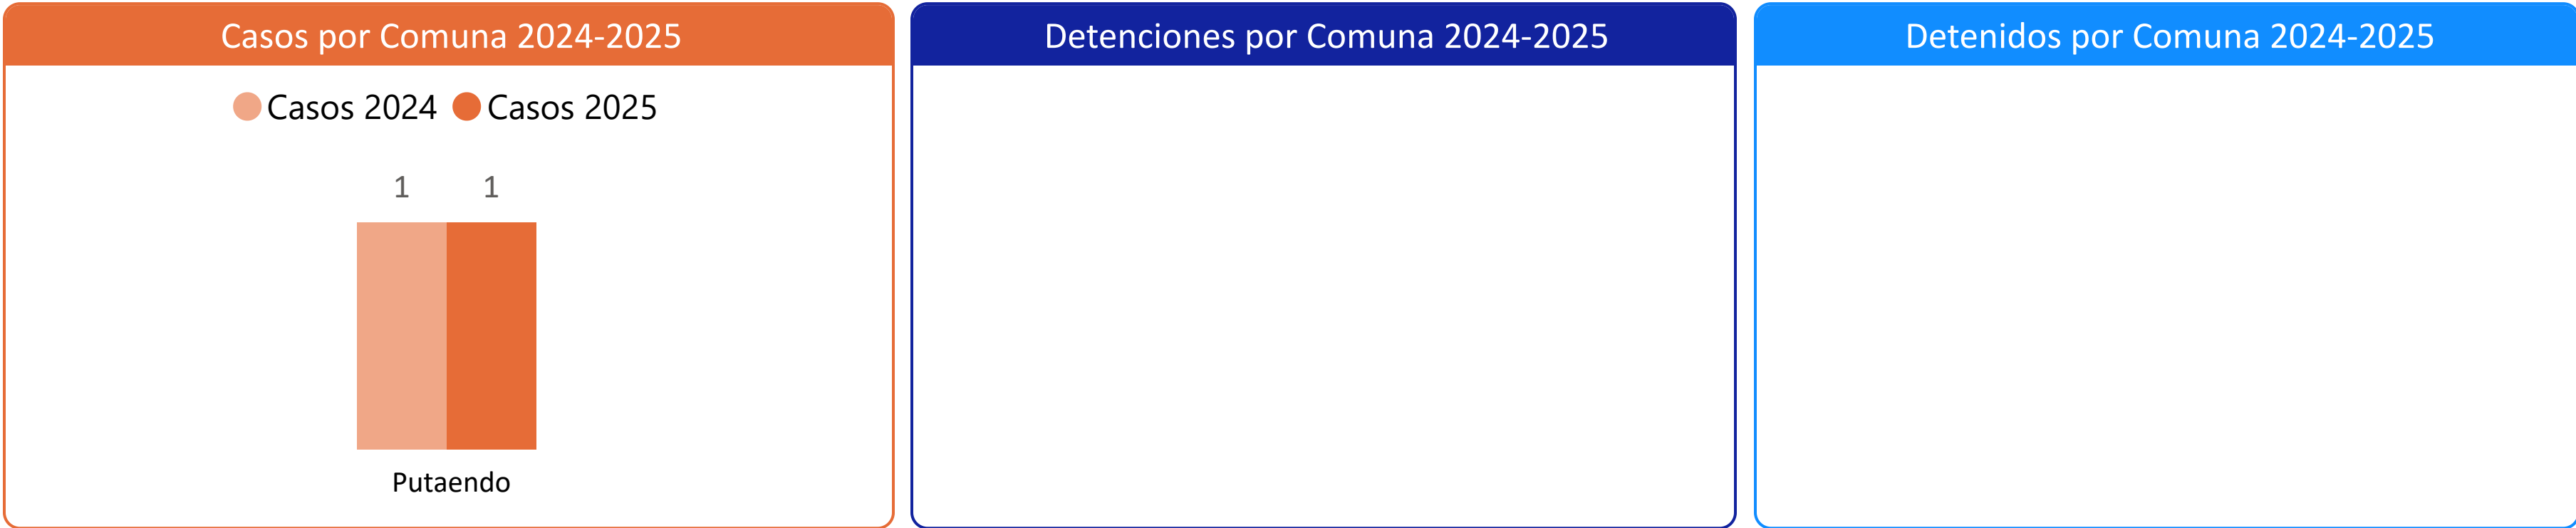 Casos por Comuna 2024-2025
Casos 2024 Casos 2025
1 1
Putaendo
Detenciones por Comuna 2024-2025
Detenidos por Comuna 2024-2025